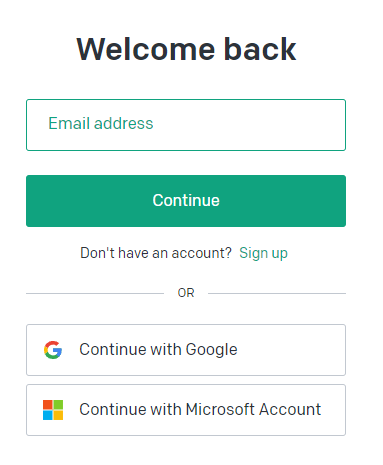 Welcome back
Email address
Continue
Don't have an account? Sign up
OR
Continue with Google
Continue with Microsoft Account